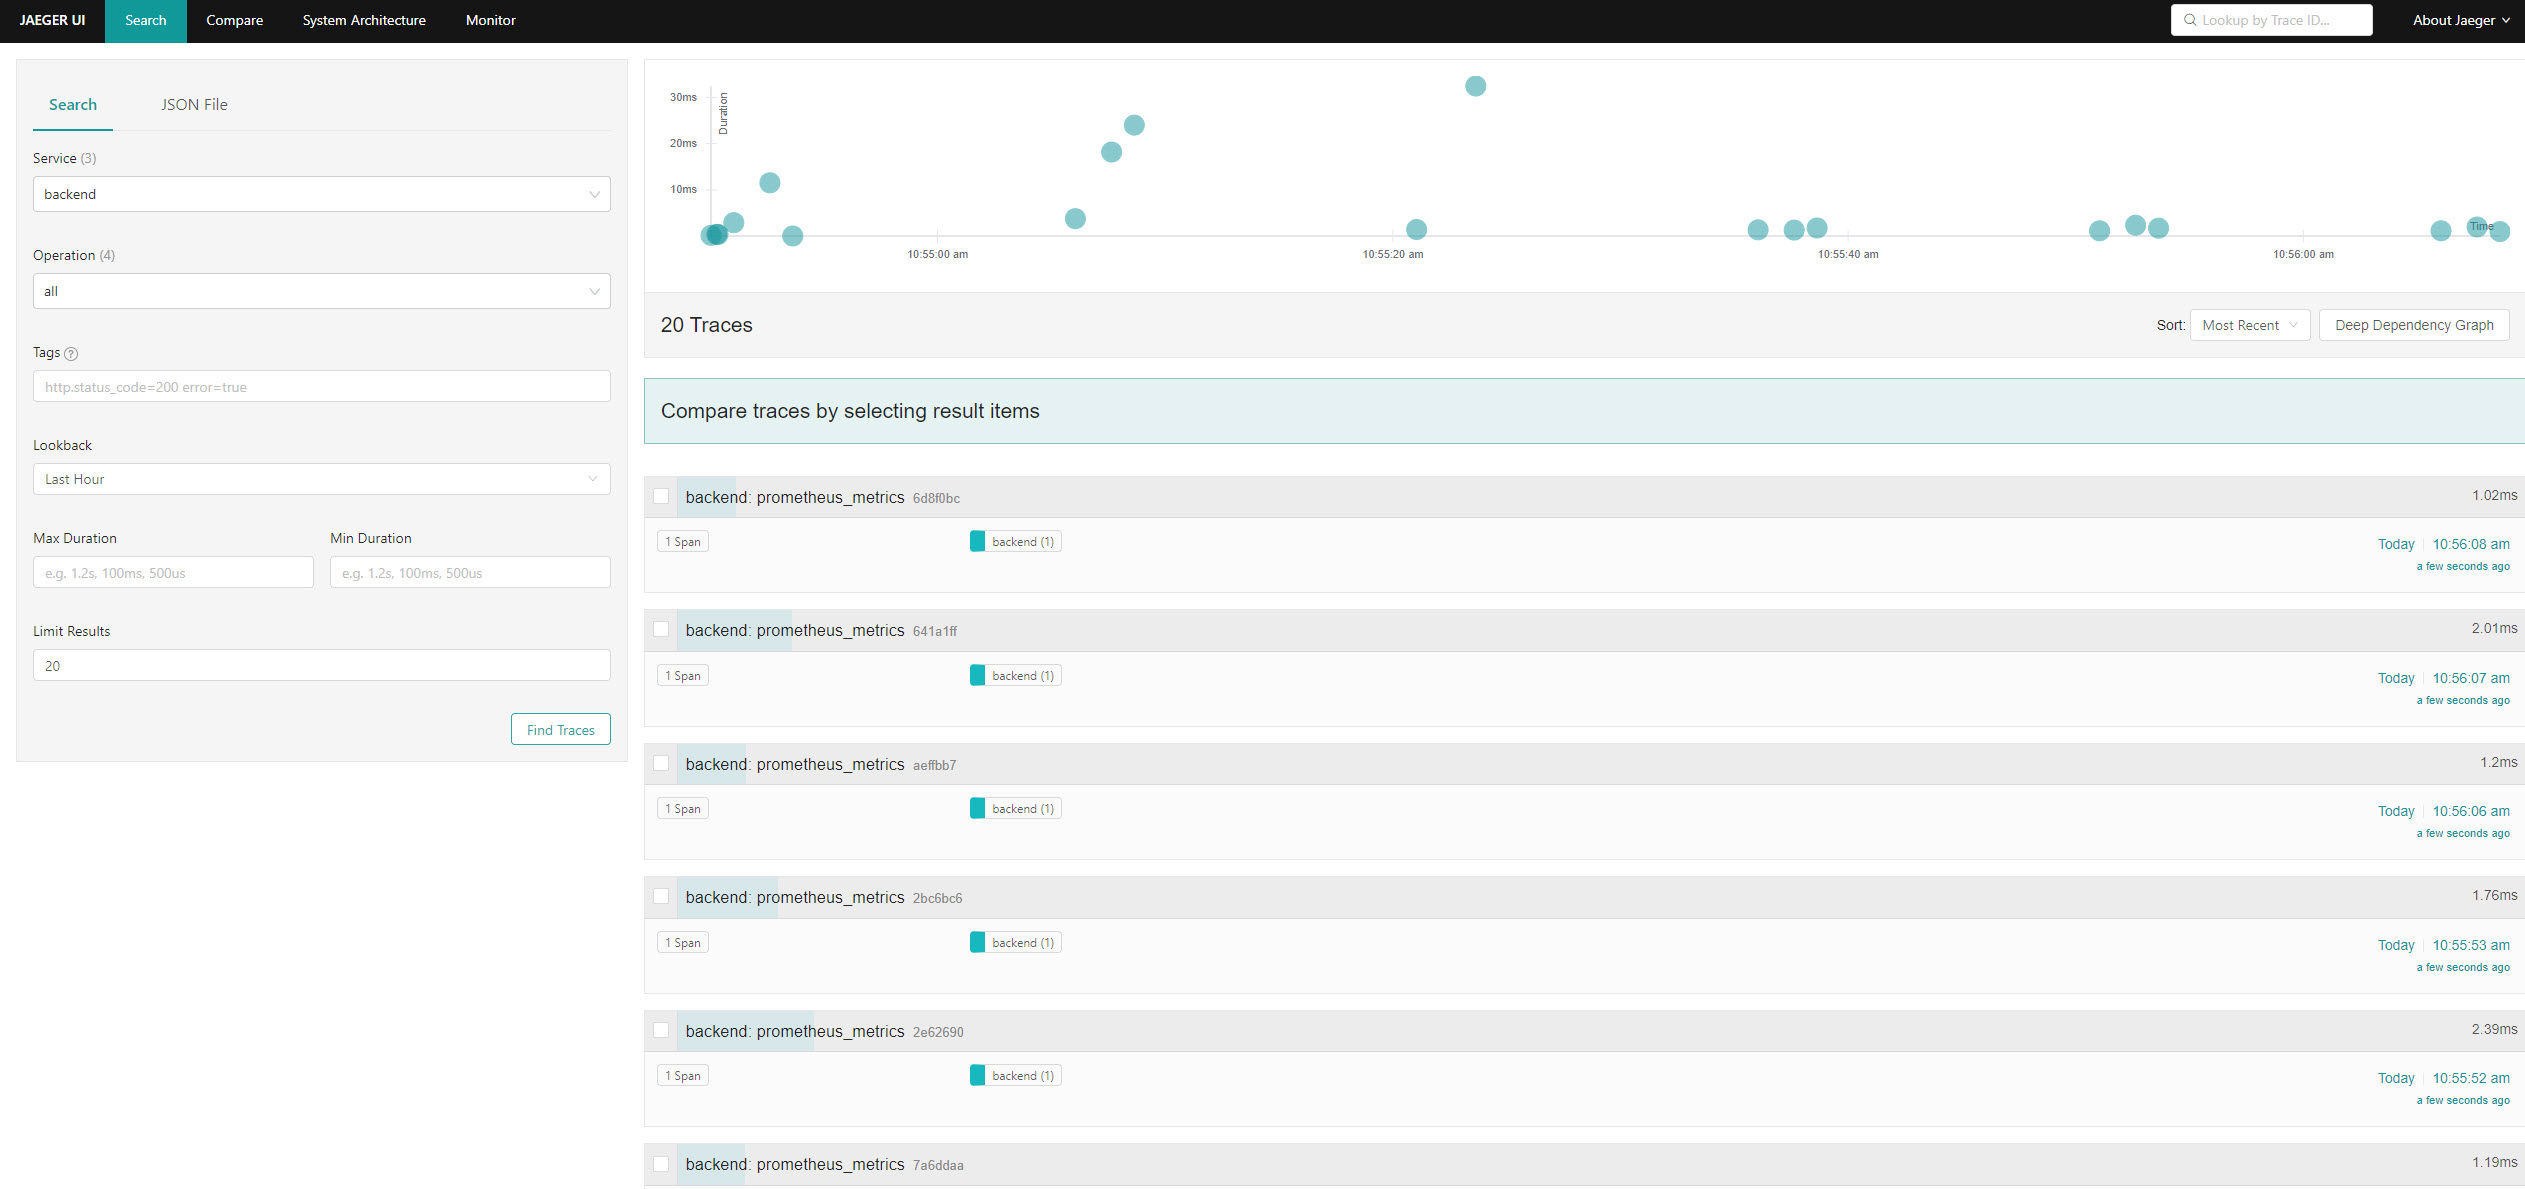 JAEGER UI Search Compare System Architecture Monitor Lookup by Trace ID... About Jaeger
Search JSON File
Service (3)
backend
Operation (4)
all
Tags ?
http.status_code=200 error=true
Lookback
Last Hour
Max Duration Min Duration
e.g. 1.2s, 100ms, 500us e.g. 1.2s, 100ms, 500us
Limit Results
20
Find Traces
30ms
20ms
10ms
Duration
Time
10:55:00 am 10:55:20 am 10:55:40 am 10:56:00 am
20 Traces Sort: Most Recent Deep Dependency Graph
Compare traces by selecting result items
backend: prometheus_metrics 6d8f0bc 1.02ms
1 Span backend (1) Today 10:56:08 am
a few seconds ago
backend: prometheus_metrics 641a1ff 2.01ms
1 Span backend (1) Today 10:56:07 am
a few seconds ago
backend: prometheus_metrics aeffbb7 1.2ms
1 Span backend (1) Today 10:56:06 am
a few seconds ago
backend: prometheus_metrics 2bc6bc6 1.76ms
1 Span backend (1) Today 10:55:53 am
a few seconds ago
backend: prometheus_metrics 2e62690 2.39ms
1 Span backend (1) Today 10:55:52 am
a few seconds ago
backend: prometheus_metrics 7a6ddaa 1.19ms